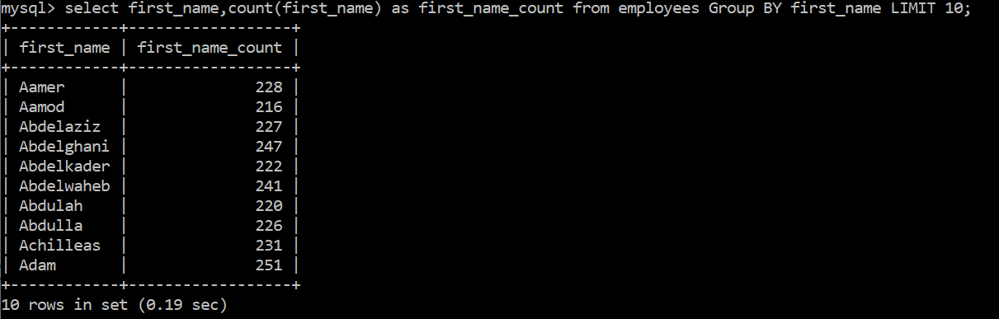 mysql> select first_name,count(first_name) as first_name_count from employees Group BY first_name LIMIT 10;
+------------+------------------+
| first_name | first_name_count |
+------------+------------------+
| Aamer      |              228 |
| Aamod      |              216 |
| Abdelaziz  |              227 |
| Abdelghani |              247 |
| Abdelkader |              222 |
| Abdelwaheb |              241 |
| Abdulah    |              220 |
| Abdulla    |              226 |
| Achilleas  |              231 |
| Adam       |              251 |
+------------+------------------+
10 rows in set (0.19 sec)